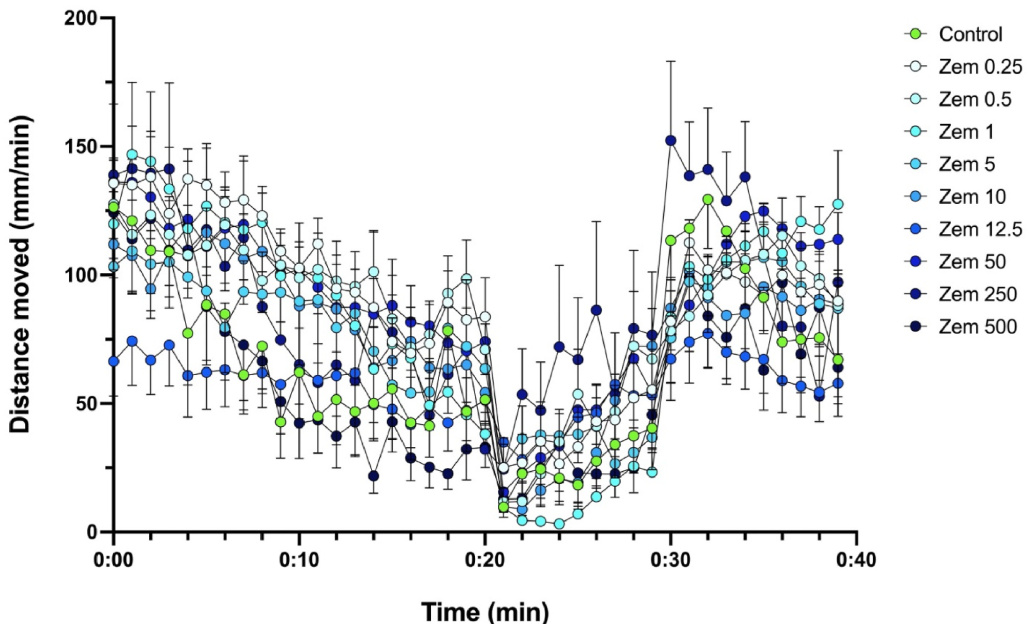 Distance moved (mm/min)
200
150
100
50
0
0:00
0:10
0:20
0:30
0:40
Time (min)
Control
Zem 0.25
Zem 0.5
Zem 1
Zem 5
Zem 10
Zem 12.5
Zem 50
Zem 250
Zem 500